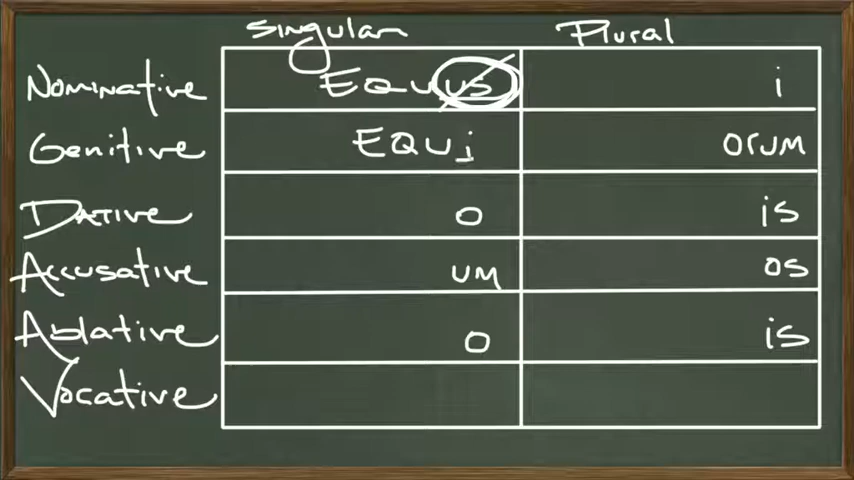 Singular Plural
Nominative EQUUS i
Genitive EQUi orum
Dative o is
Accusative um os
Ablative o is
Vocative